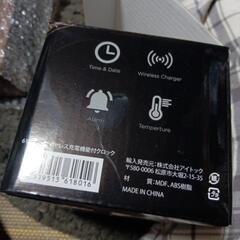 Time & Date
Wireless Charger
Alarm
Temperture
ワイヤレス充電機能付クロック
618016
輸入発売元：株式会社アイトック
〒580-0006 松原市大堀2-15-35
材質：MDF、ABS樹脂
MADE IN CHINA